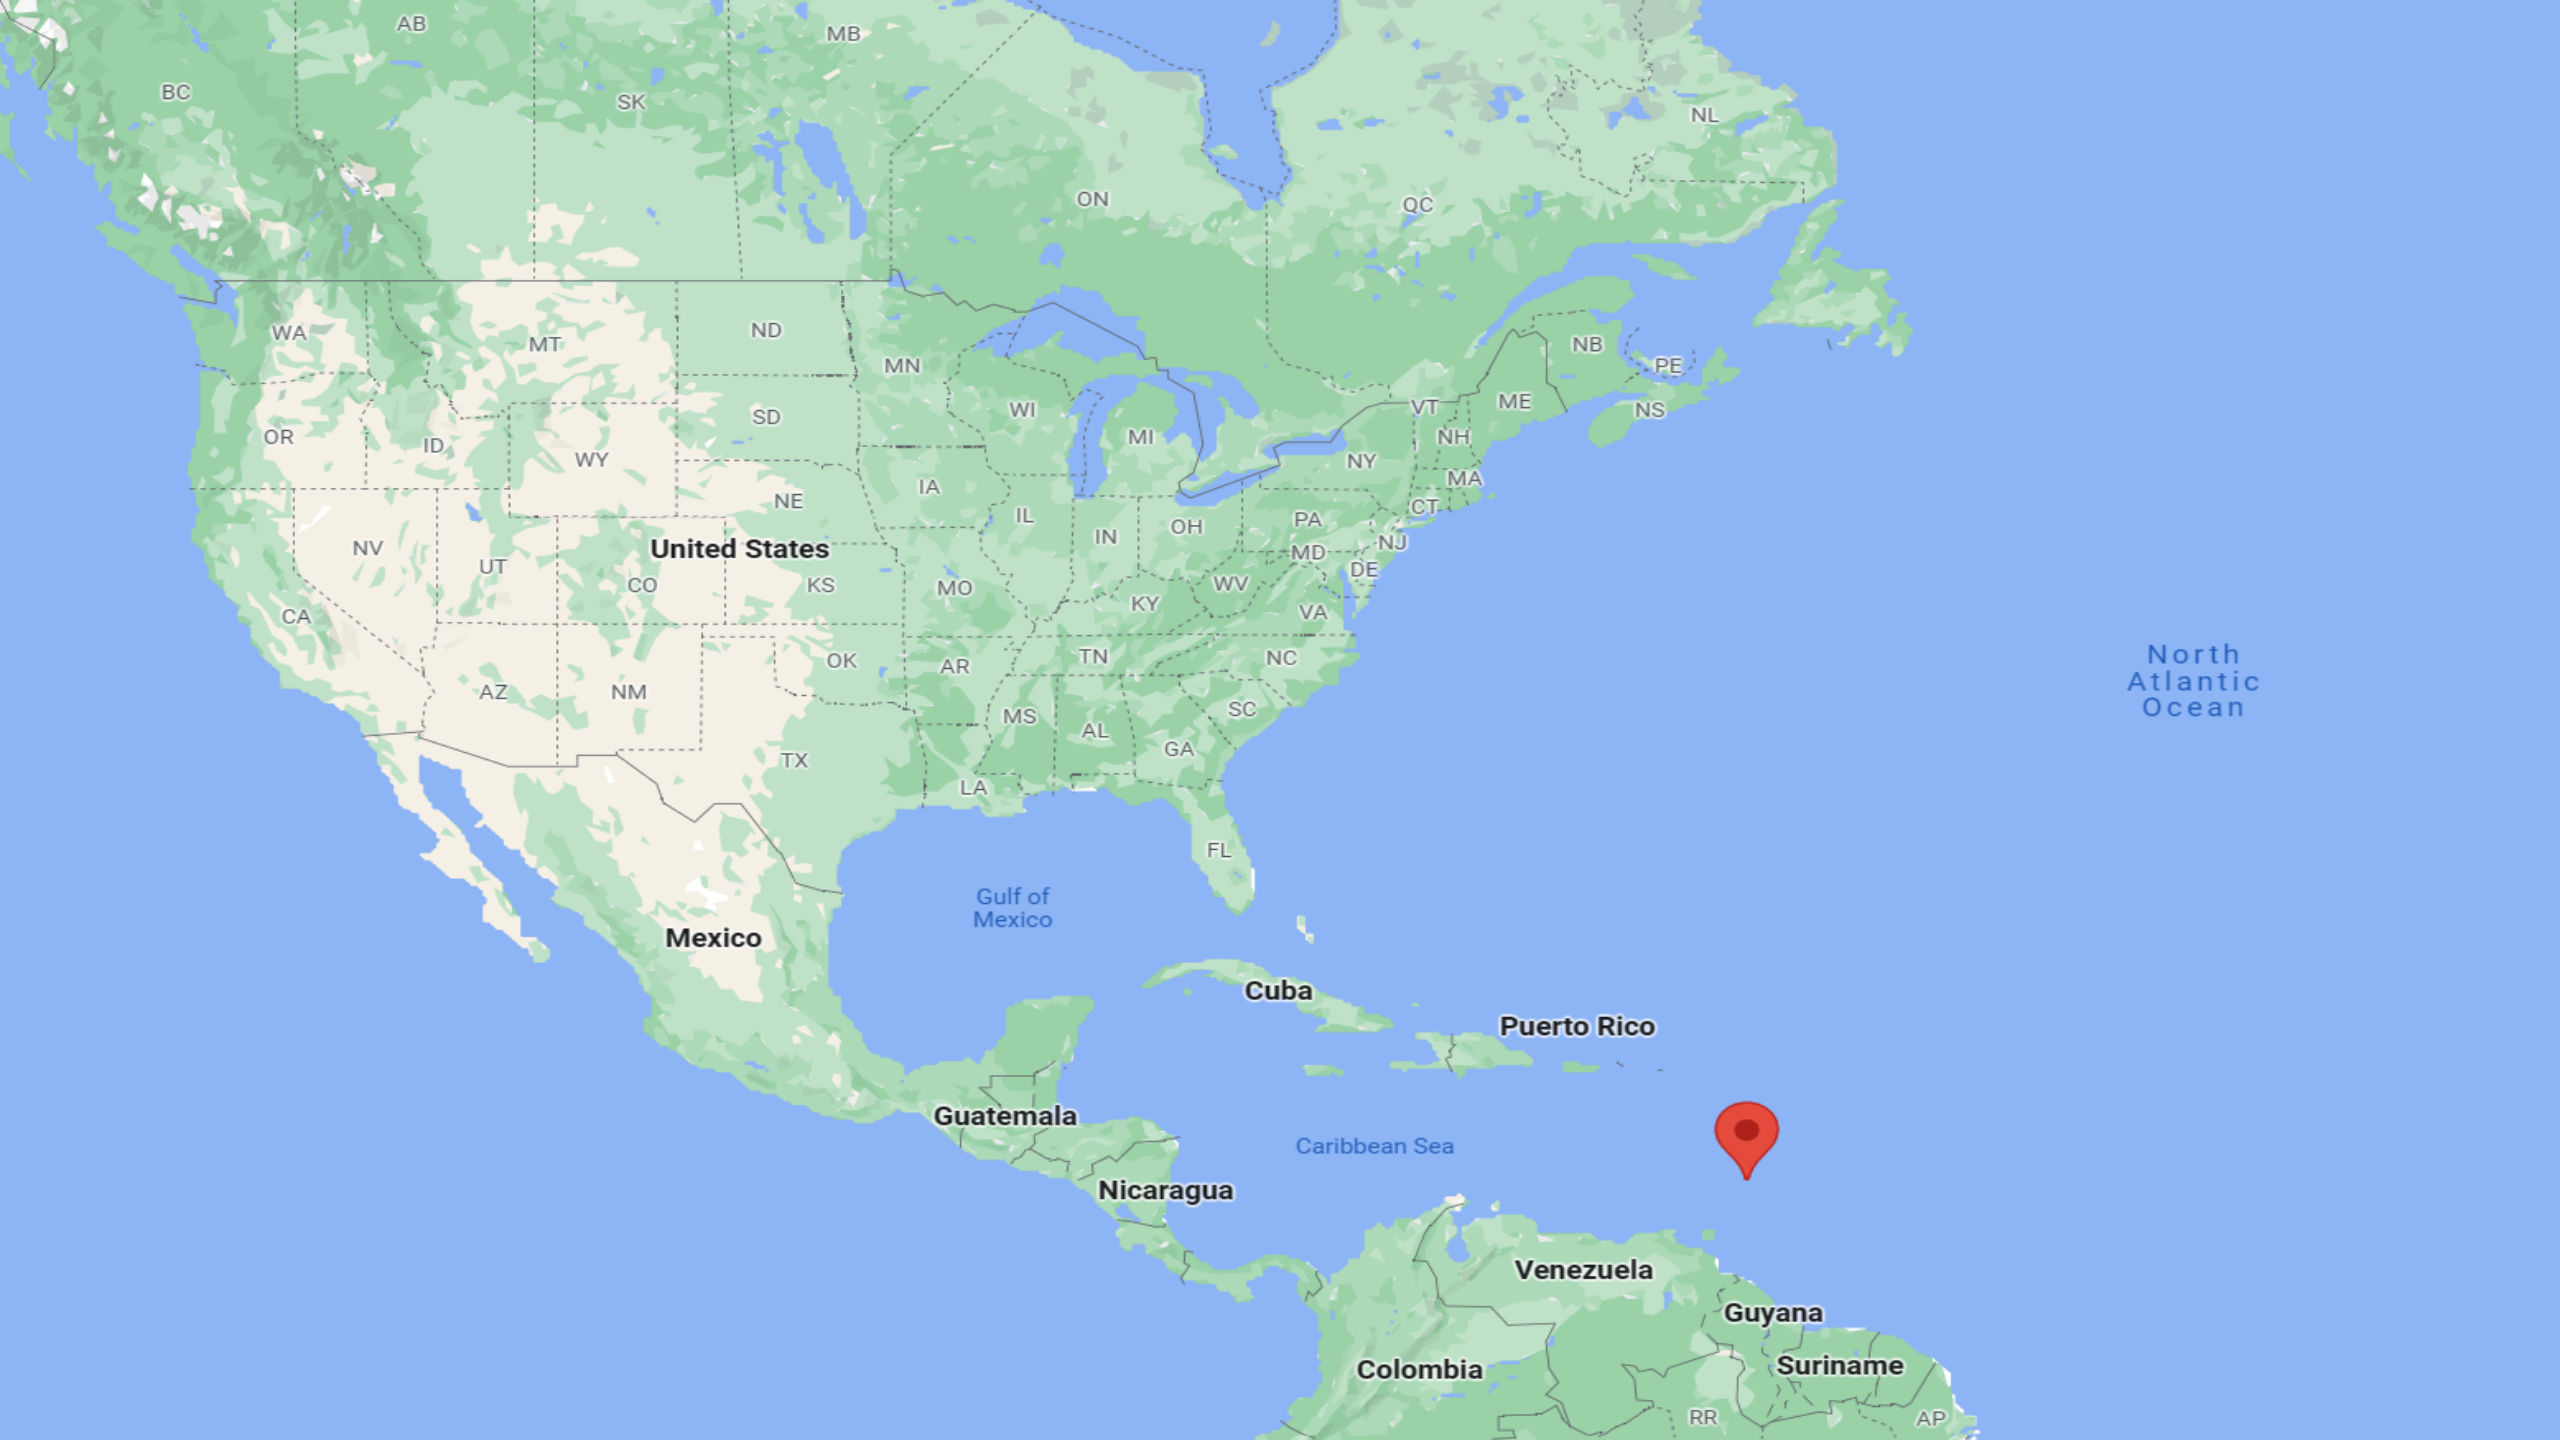 AB
MB
BC
SK
NL
ON
QC
WA
MT
ND
MN
NB
PE
OR
ID
WY
SD
WI
MI
VT
NH
ME
NS
NY
MA
NE
IA
IL
IN
OH
PA
CT
NJ
NV
UT
United States
CO
KS
MO
KY
WV
MD
DE
VA
CA
AZ
NM
OK
AR
TN
NC
North
Atlantic
Ocean
TX
LA
MS
AL
GA
SC
FL
Gulf of
Mexico
Mexico
Cuba
Puerto Rico
Guatemala
Caribbean Sea
Nicaragua
Venezuela
Guyana
Colombia
Suriname
RR
AP